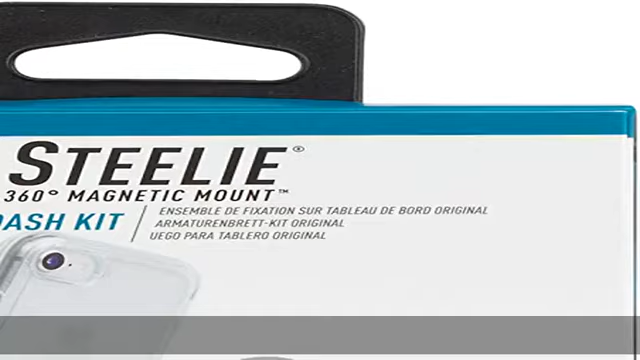 STEELIE®
360° MAGNETIC MOUNT™
DASH KIT
ENSEMBLE DE FIXATION SUR TABLEAU DE BORD ORIGINAL
ARMATURENBRETT-KIT ORIGINAL
UEGO PARA TABLERO ORIGINAL